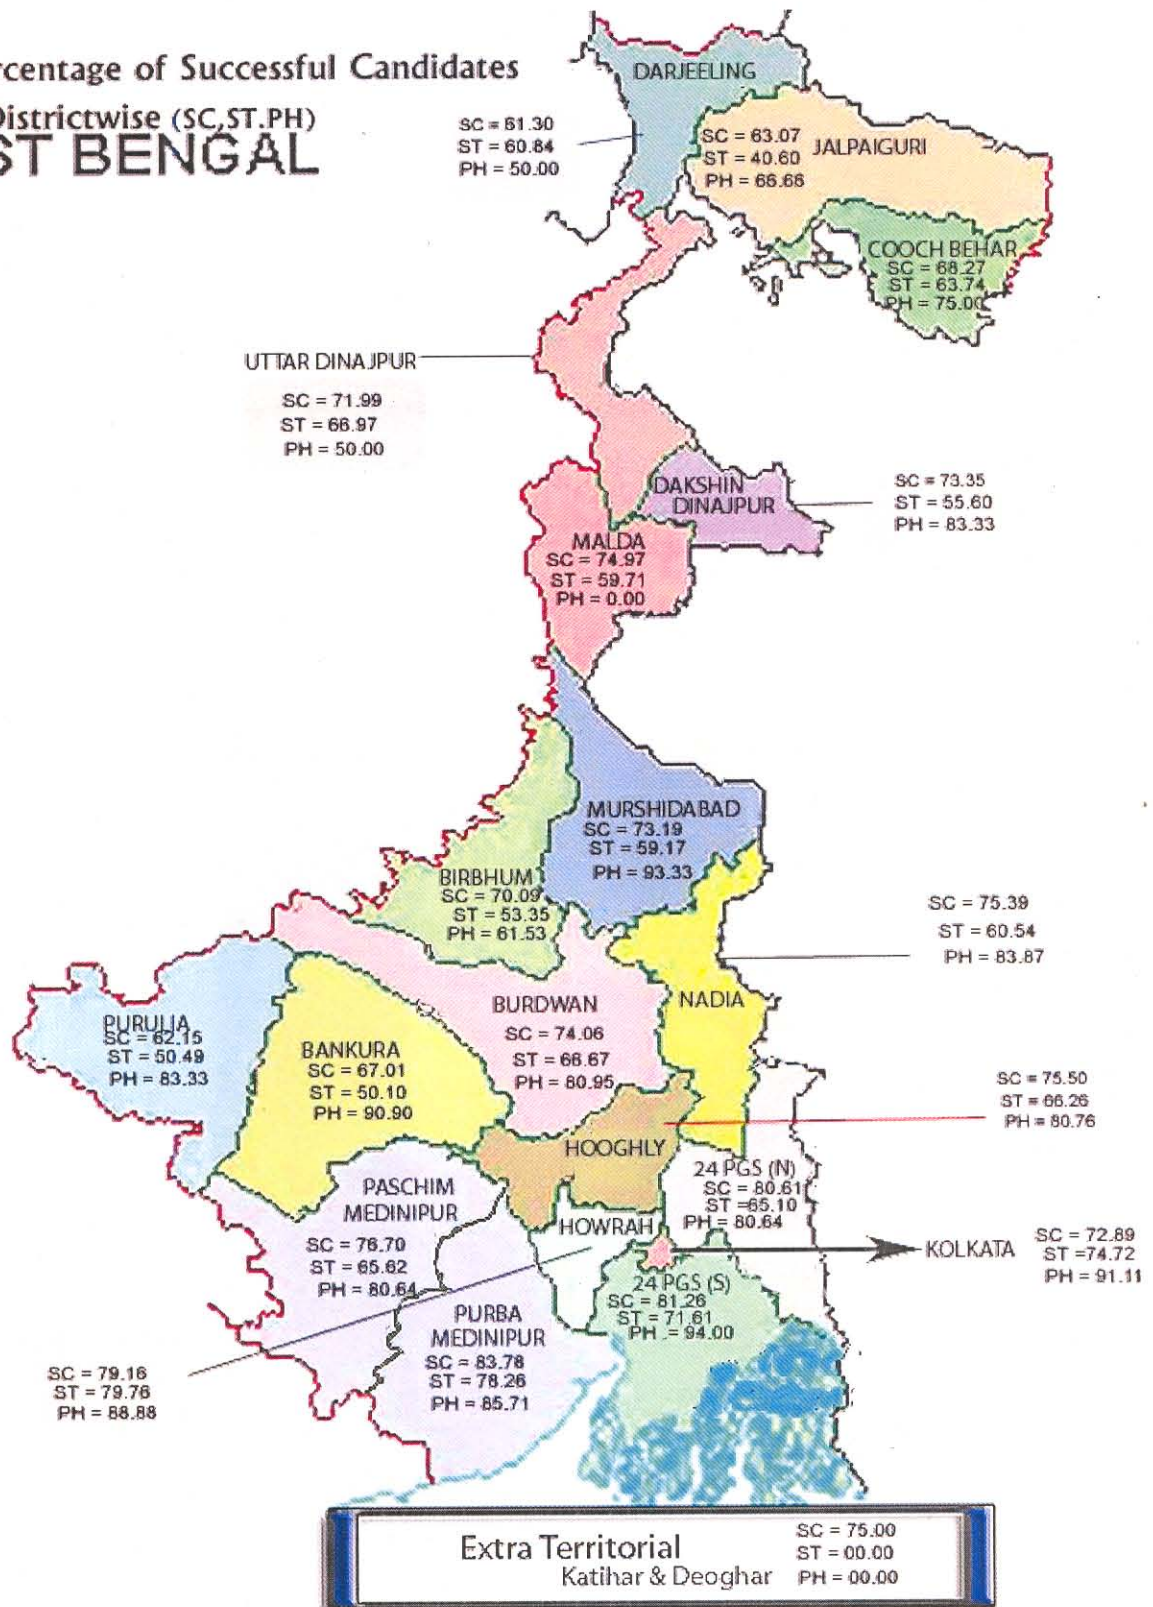 rcentage of Successful Candidates
Districtwise (SC,ST.PH)
ST BENGAL
DARJEELING
SC = 61.30
ST = 60.84
PH = 50.00
SC = 63.07
ST = 40.60
PH = 66.66
JALPAIGURI
COOCH BEHAR
SC = 68.27
ST = 63.74
PH = 75.00
UTTAR DINAJPUR
SC = 71.99
ST = 66.97
PH = 50.00
DAKSHIN
DINAJPUR
SC = 73.35
ST = 55.60
PH = 83.33
MALDA
SC = 74.97
ST = 59.71
PH = 0.00
MURSHIDABAD
SC = 73.19
ST = 59.17
PH = 93.33
BIRBHUM
SC = 70.09
ST = 53.35
PH = 61.53
SC = 75.39
ST = 60.54
PH = 83.87
NADIA
BURDWAN
SC = 74.06
ST = 66.67
PH = 80.95
PURULIA
SC = 62.15
ST = 50.49
PH = 83.33
BANKURA
SC = 67.01
ST = 50.10
PH = 90.90
SC = 75.50
ST = 66.26
PH = 80.76
HOOGHLY
24 PGS (N)
SC = 80.61
ST =65.10
PH = 80.64
PASCHIM
MEDINIPUR
SC = 76.70
ST = 65.62
PH = 80.64
HOWRAH
KOLKATA
SC = 72.89
ST =74.72
PH = 91.11
24 PGS (S)
SC = 81.26
ST = 71.61
PH .= 94.00
PURBA
MEDINIPUR
SC = 83.78
ST = 78.26
PH = 85.71
SC = 79.16
ST = 79.76
PH = 88.88
Extra Territorial
Katihar & Deoghar
SC = 75.00
ST = 00.00
PH = 00.00